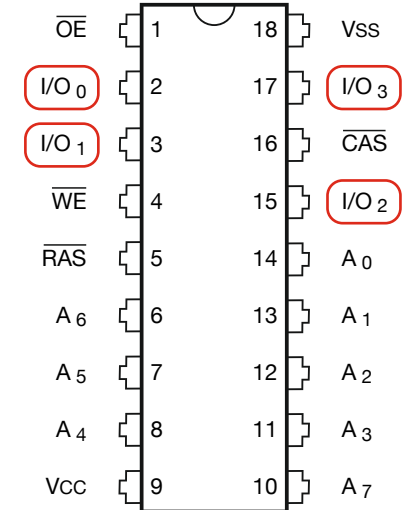 OE 1 18 VSS
I/O 0 2 17 I/O 3
I/O 1 3 16 CAS
WE 4 15 I/O 2
RAS 5 14 A 0
A 6 6 13 A 1
A 5 7 12 A 2
A 4 8 11 A 3
VCC 9 10 A 7